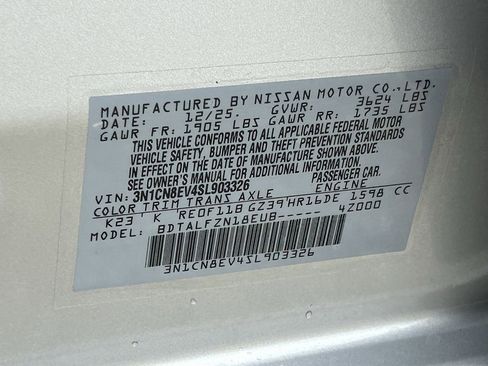 MANUFACTURED BY NISSAN MOTOR CO.,LTD.
DATE: 12/25. GVWR: 3624 LBS
GAWR FR: 1905 LBS GAWR RR: 1735 LBS
THIS VEHICLE CONFORMS TO ALL APPLICABLE FEDERAL MOTOR
VEHICLE SAFETY, BUMPER AND THEFT PREVENTION STANDARDS
IN EFFECT ON THE DATE OF MANUFACTURE SHOWN ABOVE.
SEE OWNER'S MANUAL FOR ADDITIONAL INFORMATION.
VIN: 3N1CN8EV4SL903326 PASSENGER CAR.
COLOR TRIM TRANS AXLE ENGINE
K23 K RE0F11B GZ39 HR16DE 1598 CC
MODEL: BDTALFZN18EUB----- 4Z000
3N1CN8EV4SL903326